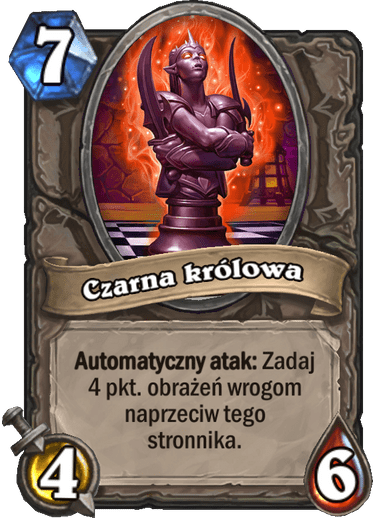 7
Czarna królowa
Automatyczny atak: Zadaj
4 pkt. obrażeń wrogom
naprzeciw tego
stronnika.
4
6